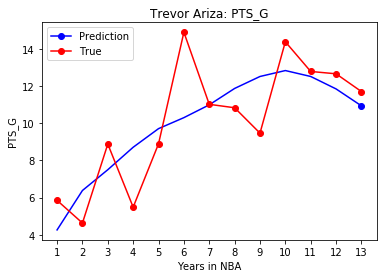 Trevor Ariza: PTS_G
Prediction
True
PTS_G
14
12
10
8
6
4
1 2 3 4 5 6 7 8 9 10 11 12 13
Years in NBA